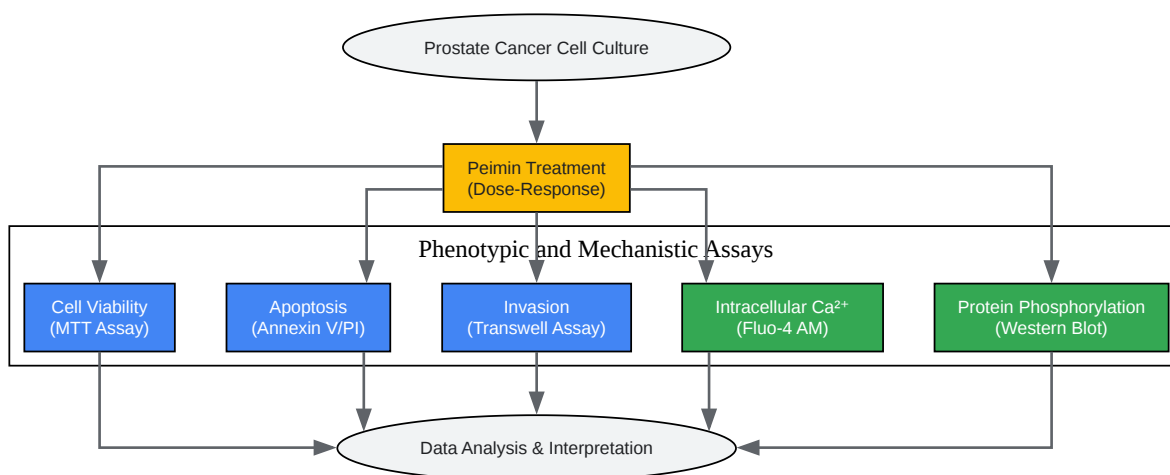 Prostate Cancer Cell Culture
Peimin Treatment
(Dose-Response)
Phenotypic and Mechanistic Assays
Cell Viability
(MTT Assay)
Apoptosis
(Annexin V/PI)
Invasion
(Transwell Assay)
Intracellular Ca²⁺
(Fluo-4 AM)
Protein Phosphorylation
(Western Blot)
Data Analysis & Interpretation